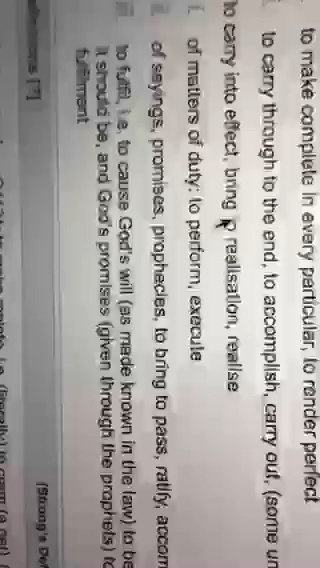 to make complete in every particular, to render perfect
to carry through to the end, to accomplish, carry out, (some un
to carry into effect, bring to realisation, realise
i. of matters of duty: to perform, execute
of sayings, promises, prophecies, to bring to pass, ratify, accom
to fulfil, i.e. to cause God's will (as made known in the law) to be
it should be, and God's promises (given through the prophets) to
fulfilment
[?]
(Strong's Def